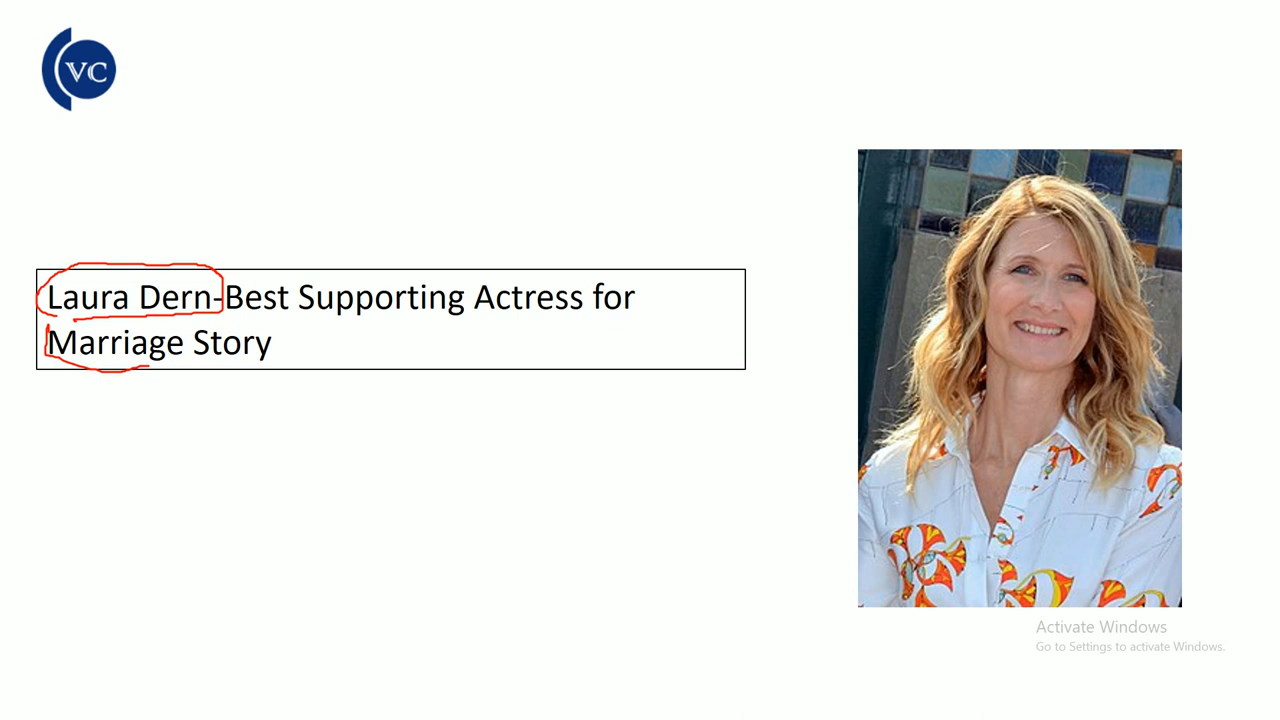 VC
Laura Dern-Best Supporting Actress for
Marriage Story
Activate Windows
Go to Settings to activate Windows.